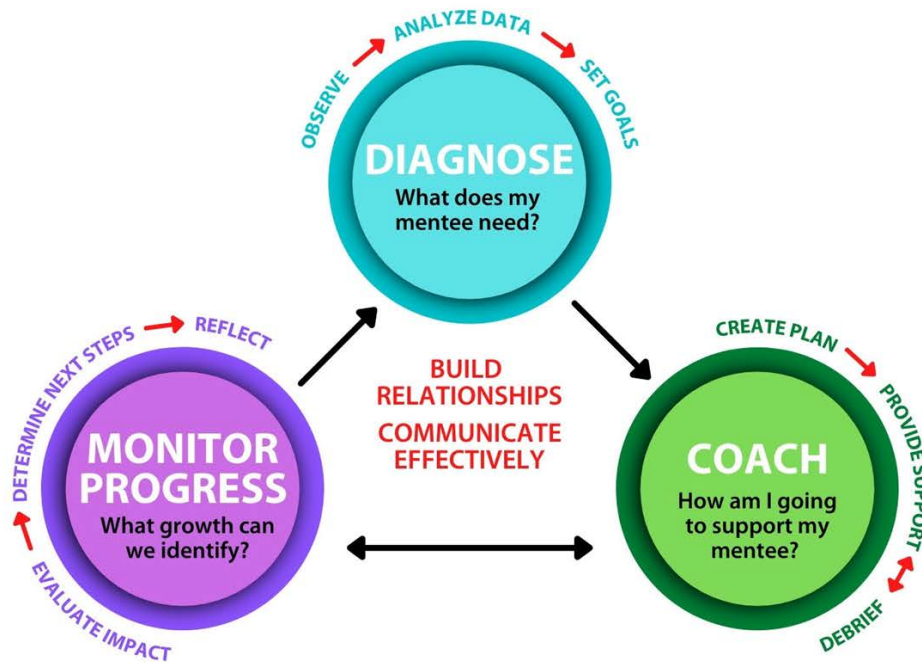 OBSERVE
ANALYZE DATA
SET GOALS
DIAGNOSE
What does my
mentee need?
BUILD
RELATIONSHIPS
COMMUNICATE
EFFECTIVELY
CREATE PLAN
PROVIDE SUPPORT
DEBRIEF
COACH
How am I going
to support my
mentee?
EVALUATE IMPACT
DETERMINE NEXT STEPS
REFLECT
MONITOR
PROGRESS
What growth can
we identify?